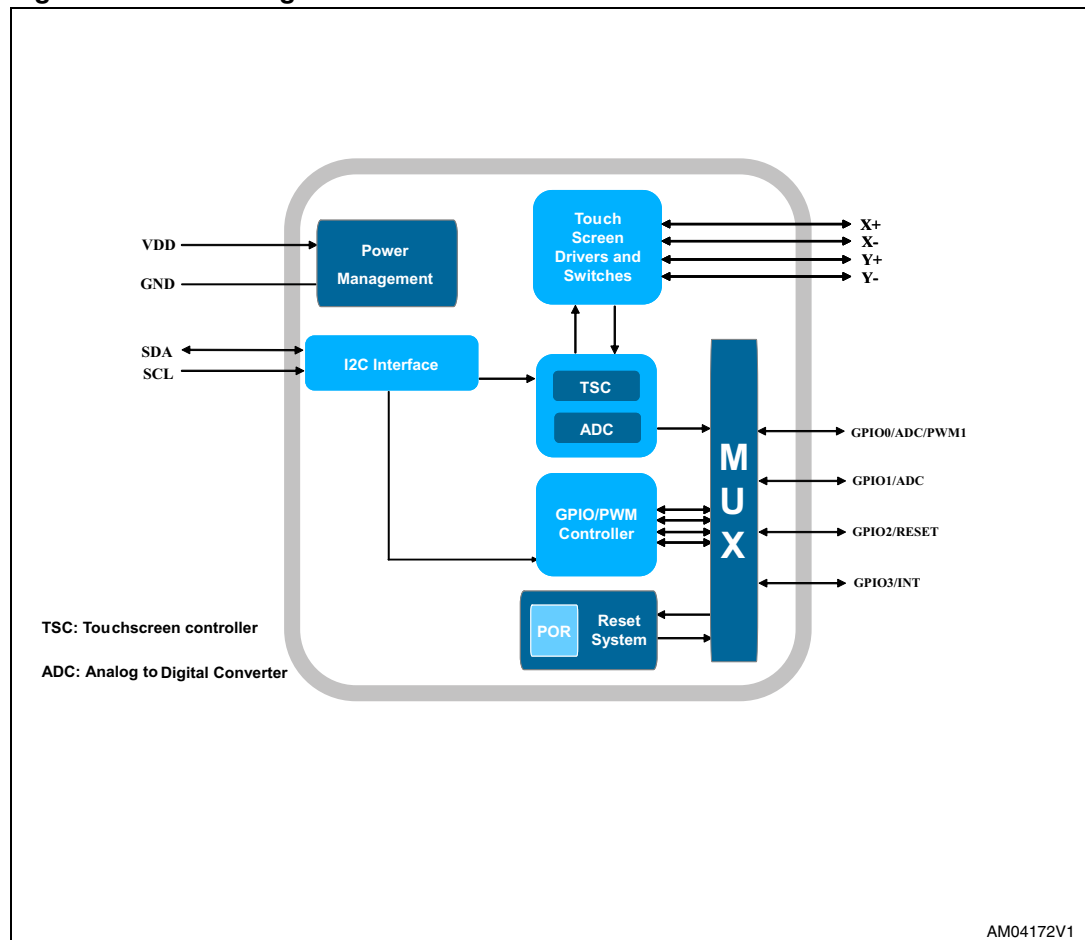 VDD
GND
SDA
SCL
Power
Management
I2C Interface
Touch
Screen
Drivers and
Switches
X+
X-
Y+
Y-
TSC
ADC
GPIO/PWM
Controller
POR
Reset
System
MUX
GPIO0/ADC/PWM1
GPIO1/ADC
GPIO2/RESET
GPIO3/INT
TSC: Touchscreen controller
ADC: Analog to Digital Converter
AM04172V1